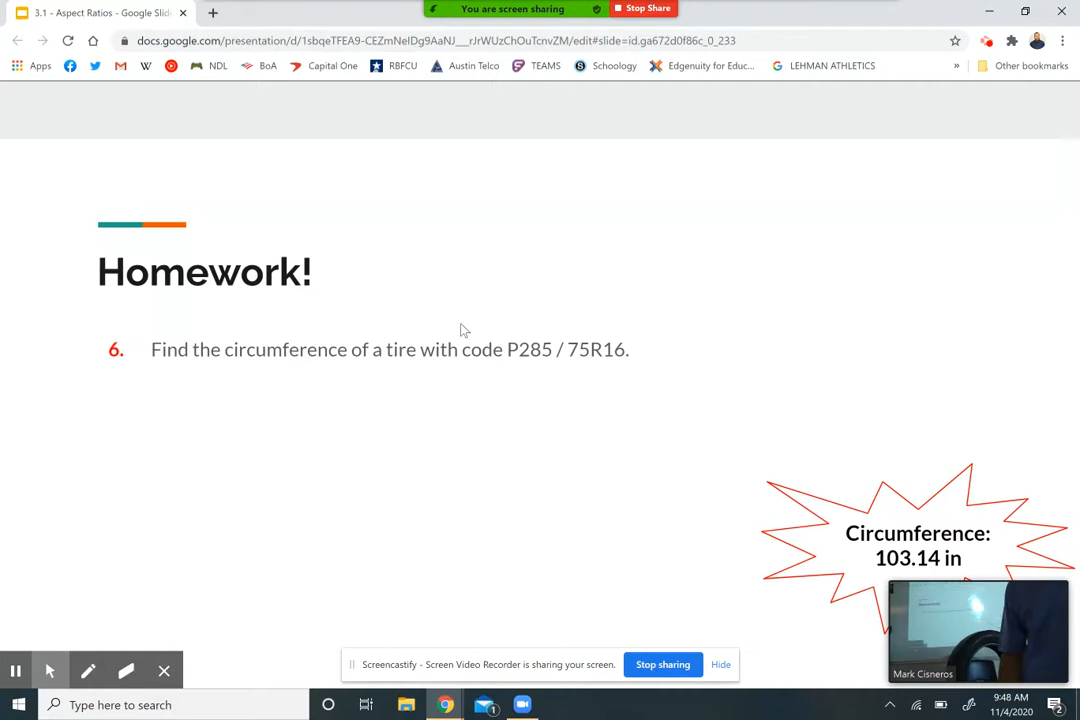 3.1 - Aspect Ratios - Google Slid
You are screen sharing
Stop Share
docs.google.com/presentation/d/1sbqeTFEA9-CEZmNeIDg9AaNJ__rJrWUzChOuTcnvZM/edit#slide=id.ga672d0f86c_0_233
Apps
NDL
BoA
Capital One
RBFCU
Austin Telco
TEAMS
Schoology
Edgenuity for Educ...
LEHMAN ATHLETICS
»
Other bookmarks
Homework!
6. Find the circumference of a tire with code P285 / 75R16.
Circumference:
103.14 in
Mark Cisneros
Screencastify - Screen Video Recorder is sharing your screen.
Stop sharing
Hide
Type here to search
1
9:48 AM
11/4/2020
2